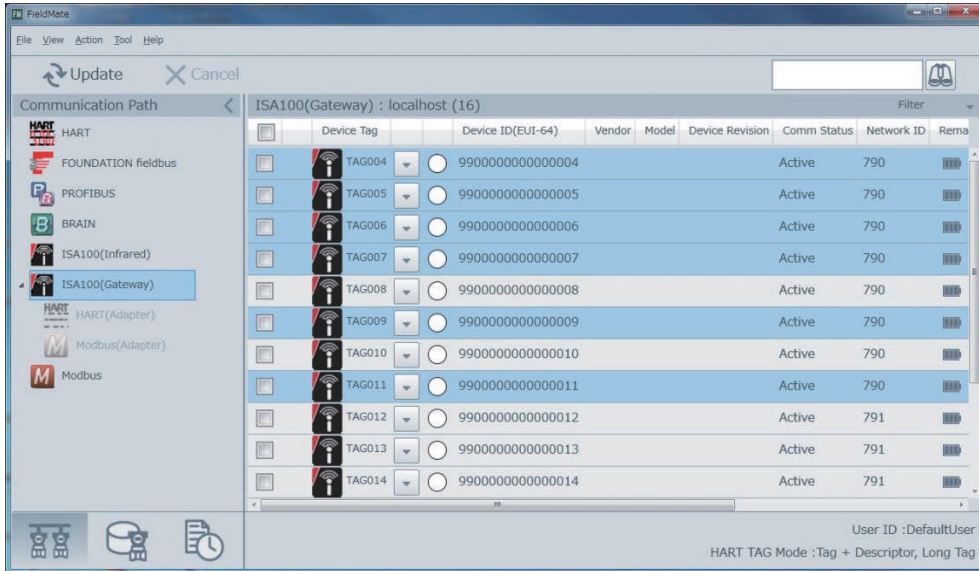 FieldMate
File View Action Tool Help
Update Cancel
Communication Path
HART HART
FOUNDATION fieldbus
PROFIBUS
BRAIN
ISA100(Infrared)
ISA100(Gateway)
HART HART(Adapter)
Modbus(Adapter)
Modbus
ISA100(Gateway) : localhost (16) Filter
Device Tag Device ID(EUI-64) Vendor Model Device Revision Comm Status Network ID Rema
TAG004 9900000000000004 Active 790
TAG005 9900000000000005 Active 790
TAG006 9900000000000006 Active 790
TAG007 9900000000000007 Active 790
TAG008 9900000000000008 Active 790
TAG009 9900000000000009 Active 790
TAG010 9900000000000010 Active 790
TAG011 9900000000000011 Active 790
TAG012 9900000000000012 Active 791
TAG013 9900000000000013 Active 791
TAG014 9900000000000014 Active 791
User ID :DefaultUser
HART TAG Mode :Tag + Descriptor, Long Tag